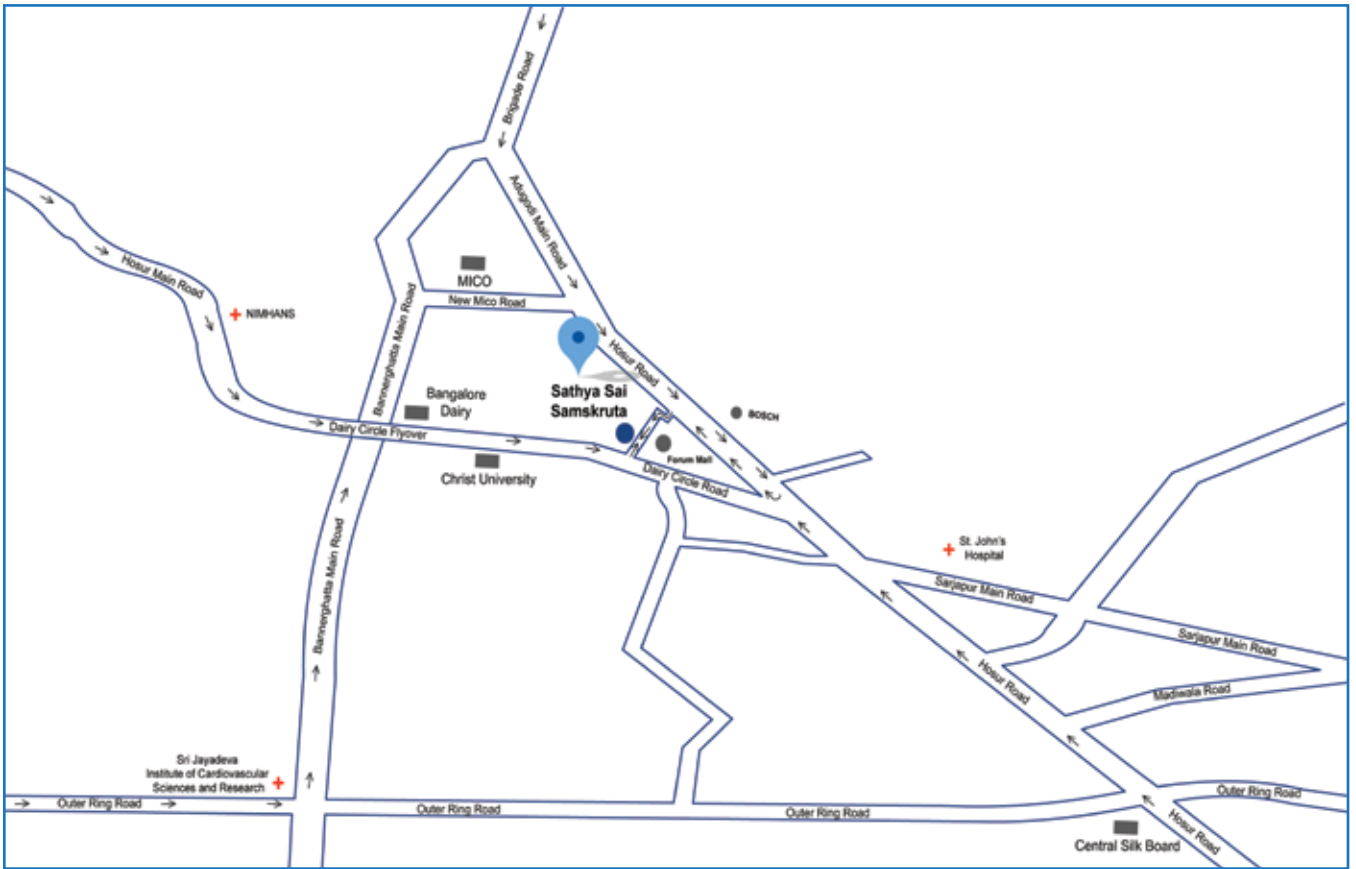 Brigade Road
Adugodi Main Road
MICO
New Mico Road
Hosur Main Road
NIMHANS
Bannerghatta Main Road
Hosur Road
Sathya Sai
Samskruta
Bangalore
Dairy
BOSCH
Dairy Circle Flyover
Forum Mall
Christ University
Dairy Circle Road
Bannerghatta Main Road
St. John's
Hospital
Sarjapur Main Road
Sarjapur Main Road
Hosur Road
Madiwala Road
Sri Jayadeva
Institute of Cardiovascular
Sciences and Research
Outer Ring Road
Outer Ring Road
Outer Ring Road
Outer Ring Road
Hosur Road
Central Silk Board